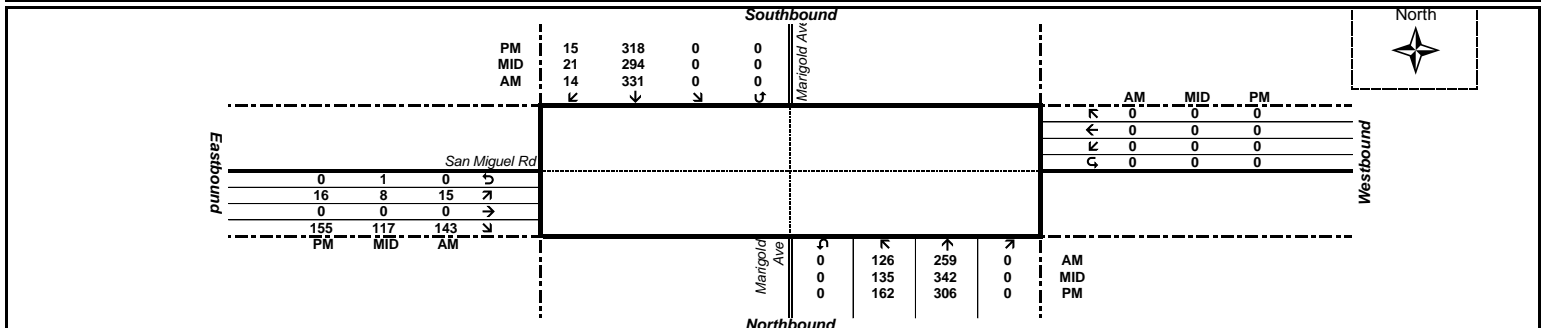 Southbound
North
PM 15 318 0 0
MID 21 294 0 0
AM 14 331 0 0
↙ ↓ ↘ ↺
Marigold Ave
AM MID PM
↖ 0 0 0
← 0 0 0
↙ 0 0 0
↪ 0 0 0
Westbound
Eastbound
San Miguel Rd
0 1 0 ↺
16 8 15 ↗
0 0 0 →
155 117 143 ↘
PM MID AM
Marigold
Ave
↺ ↖ ↑ ↗
0 126 259 0 AM
0 135 342 0 MID
0 162 306 0 PM
Northbound